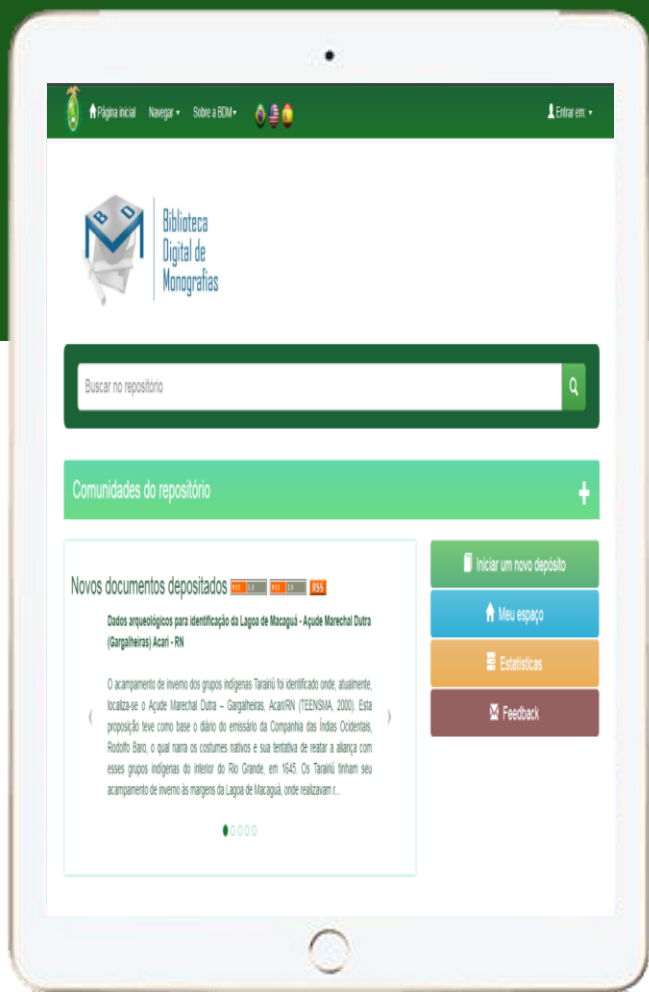 Página inicial Navegar Sobre a BDM Entrar em:
B D
Biblioteca
Digital de
Monografias
Buscar no repositório
Comunidades do repositório
Novos documentos depositados RSS
Dados arqueológicos para identificação da Lagoa de Macaguá - Açude Marechal Dutra
(Gargalheiras) Acari - RN
O acampamento de inverno dos grupos indígenas Tarairiú foi identificado onde, atualmente,
localiza-se o Açude Marechal Dutra – Gargalheiras, Acari/RN (TEENSMA, 2000). Esta
proposição teve como base o diário do emissário da Companhia das Índias Ocidentais,
Rodolfo Baro, o qual narra os costumes nativos e sua tentativa de reatar a aliança com
esses grupos indígenas do interior do Rio Grande, em 1645. Os Tarairiú tinham seu
acampamento de inverno às margens da Lagoa de Macaguá, onde realizavam r...
Iniciar um novo depósito
Meu espaço
Estatísticas
Feedback